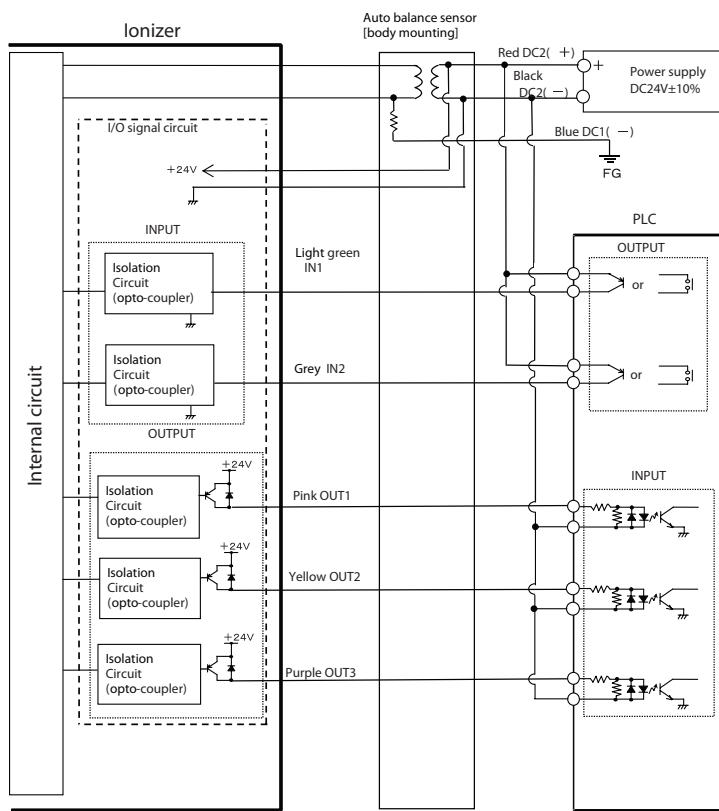 Ionizer
Auto balance sensor
[body mounting]
Red DC2( + )
+
Power supply
DC24V±10%
Black
DC2( − )
I/O signal circuit
Blue DC1( − )
+24V
FG
INPUT
PLC
OUTPUT
Light green
IN1
Isolation
Circuit
(opto-coupler)
or
Isolation
Circuit
(opto-coupler)
Grey IN2
or
OUTPUT
Internal circuit
+24V
INPUT
Isolation
Circuit
(opto-coupler)
Pink OUT1
+24V
Isolation
Circuit
(opto-coupler)
Yellow OUT2
+24V
Isolation
Circuit
(opto-coupler)
Purple OUT3